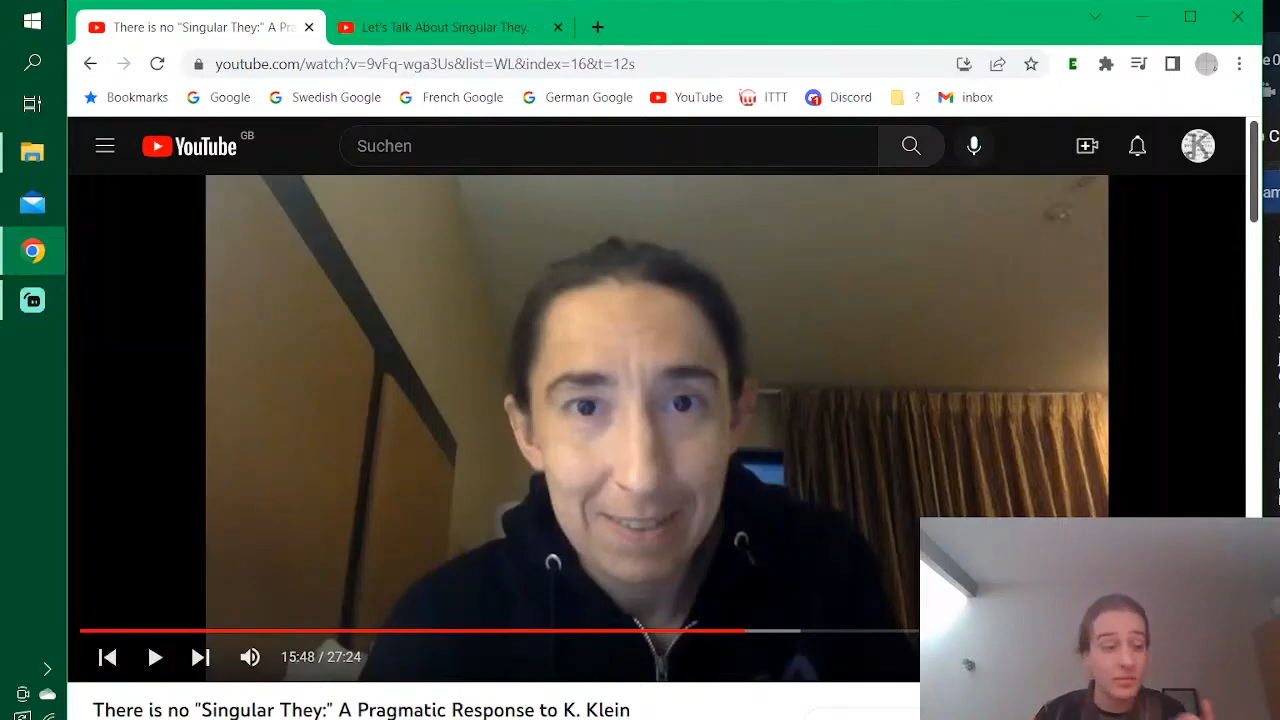 There is no "Singular They:" A Pra
Let's Talk About Singular They. -
youtube.com/watch?v=9vFq-wga3Us&list=WL&index=16&t=12s
E
Bookmarks Google Swedish Google French Google German Google YouTube ITTT Discord ? inbox
YouTube GB
Suchen
K
15:48 / 27:24
There is no "Singular They:" A Pragmatic Response to K. Klein